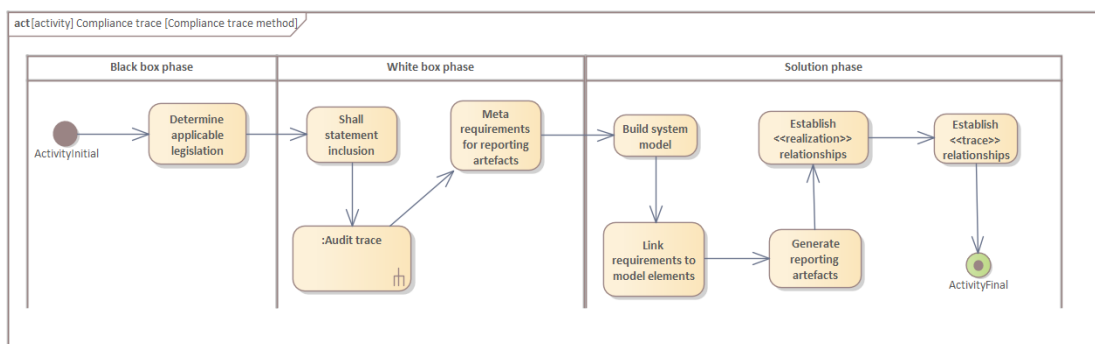 act [activity] Compliance trace [Compliance trace method]
Black box phase
White box phase
Solution phase
ActivityInitial
Determine
applicable
legislation
Shall
statement
inclusion
:Audit trace
Meta
requirements
for reporting
artefacts
Build system
model
Link
requirements to
model elements
Generate
reporting
artefacts
Establish
<<realization>>
relationships
Establish
<<trace>>
relationships
ActivityFinal